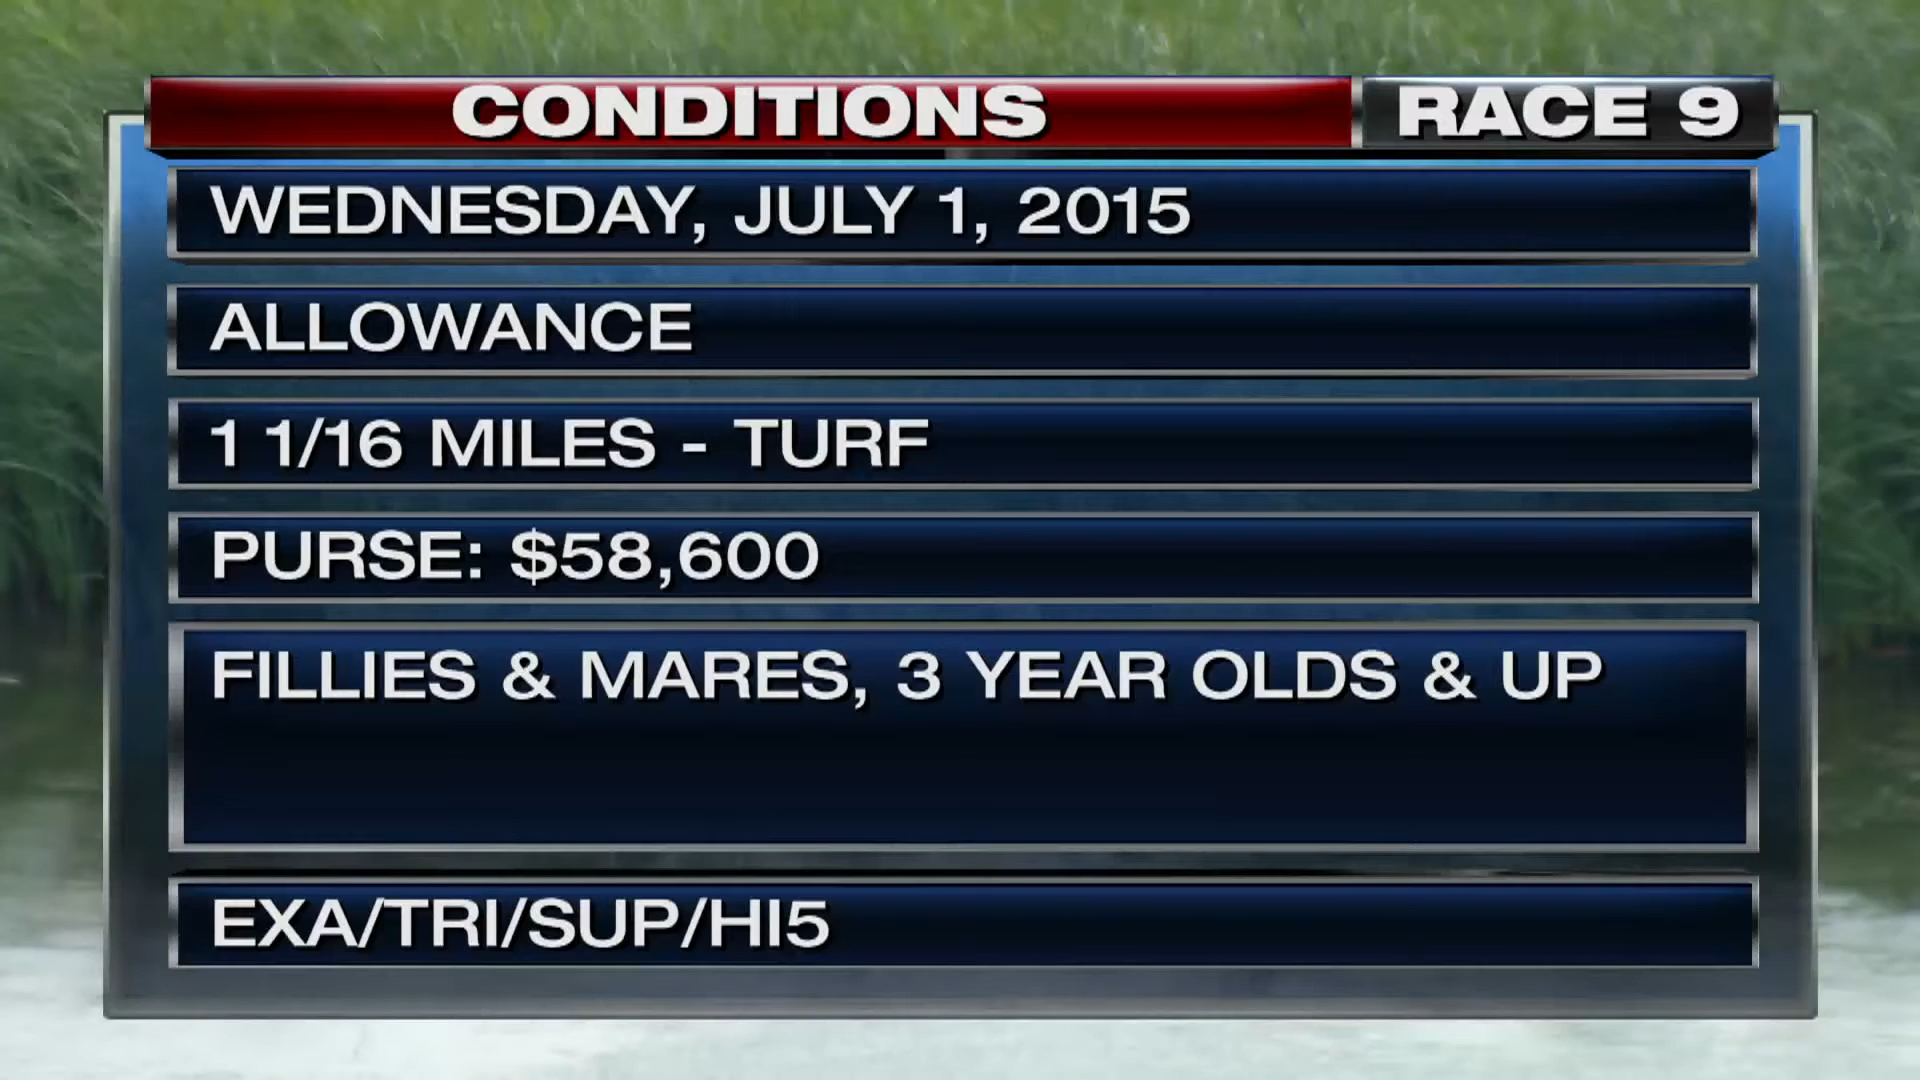 CONDITIONS RACE 9
WEDNESDAY, JULY 1, 2015
ALLOWANCE
1 1/16 MILES - TURF
PURSE: $58,600
FILLIES & MARES, 3 YEAR OLDS & UP
EXA/TRI/SUP/HI5